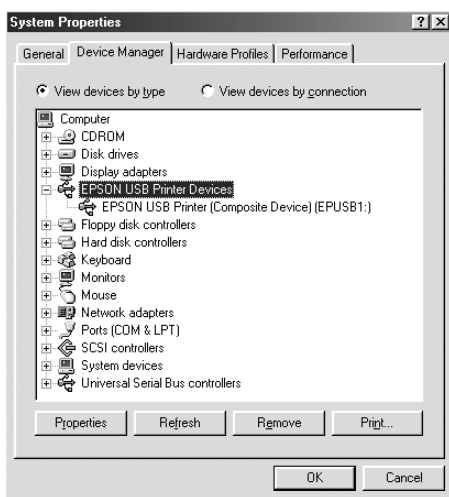 System Properties
General Device Manager Hardware Profiles Performance
View devices by type View devices by connection
Computer
CDROM
Disk drives
Display adapters
EPSON USB Printer Devices
EPSON USB Printer (Composite Device) (EPUSB1:)
Floppy disk controllers
Hard disk controllers
Keyboard
Monitors
Mouse
Network adapters
Ports (COM & LPT)
SCSI controllers
System devices
Universal Serial Bus controllers
Properties Refresh Remove Print...
OK Cancel